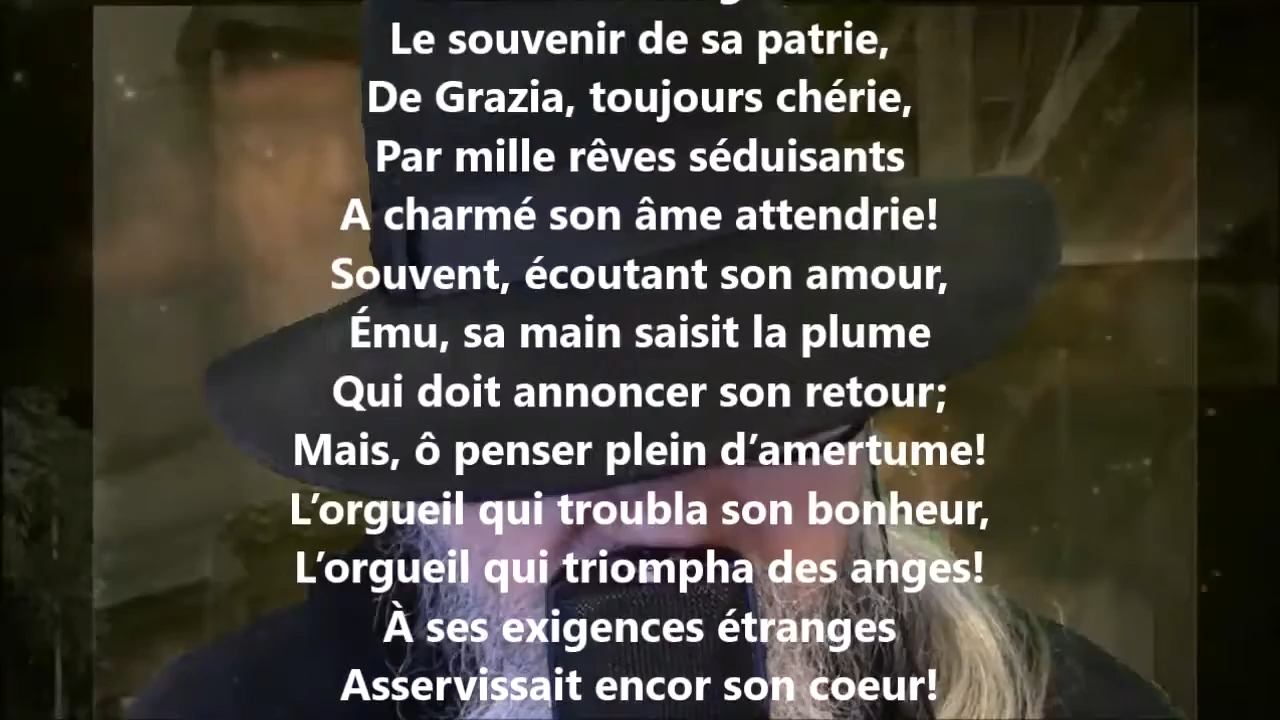 Le souvenir de sa patrie,
De Grazia, toujours chérie,
Par mille rêves séduisants
A charmé son âme attendrie!
Souvent, écoutant son amour,
Ému, sa main saisit la plume
Qui doit annoncer son retour;
Mais, ô penser plein d’amertume!
L’orgueil qui troubla son bonheur,
L’orgueil qui triompha des anges!
À ses exigences étranges
Asservissait encor son coeur!